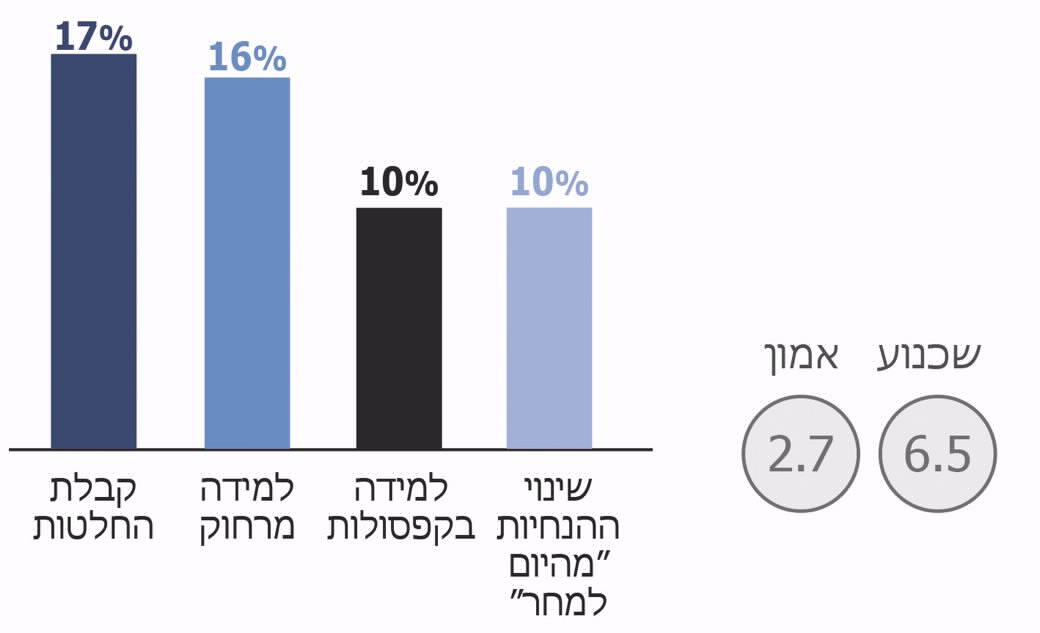 17%
16%
10%
10%
שכנוע
אמון
6.5
2.7
קבלת
החלטות
למידה
מרחוק
למידה
בקפסולות
שינוי
ההנחיות
"מהיום
למחר"